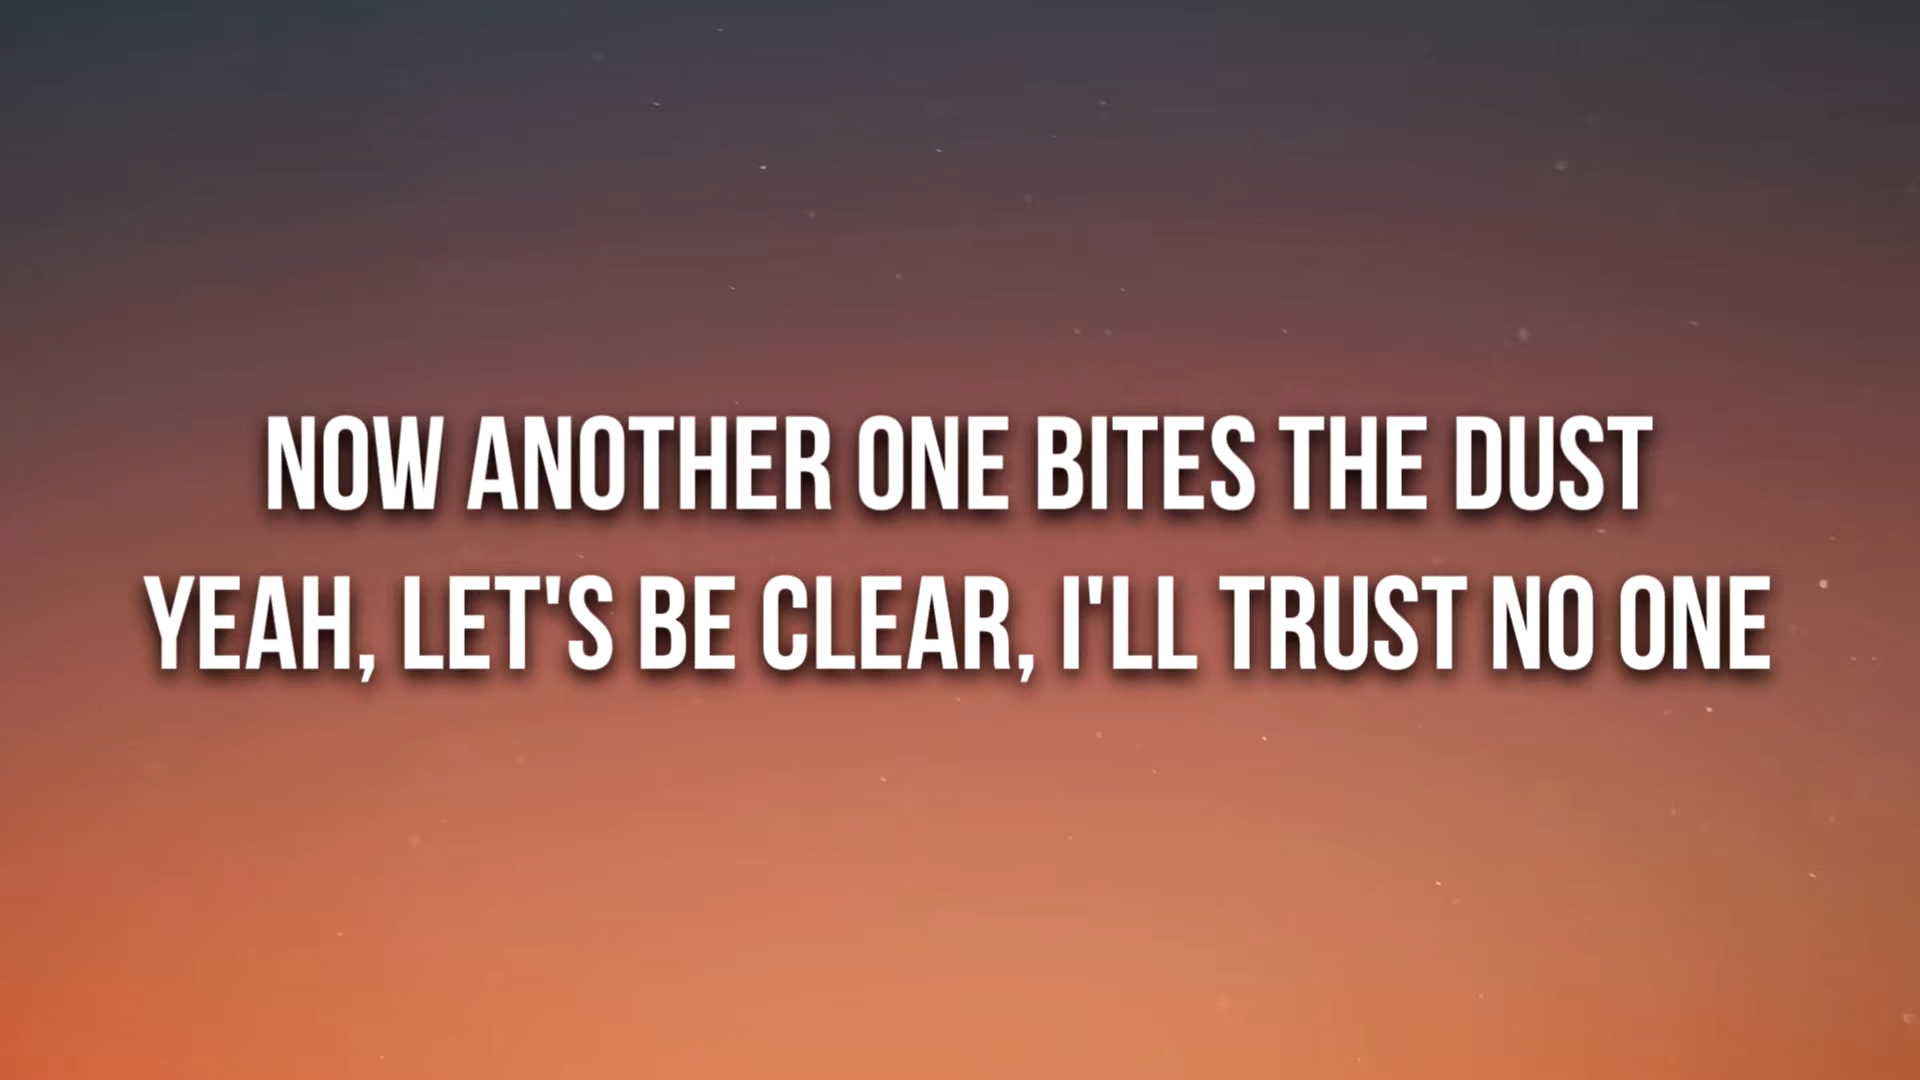 NOW ANOTHER ONE BITES THE DUST
YEAH, LET'S BE CLEAR, I'LL TRUST NO ONE